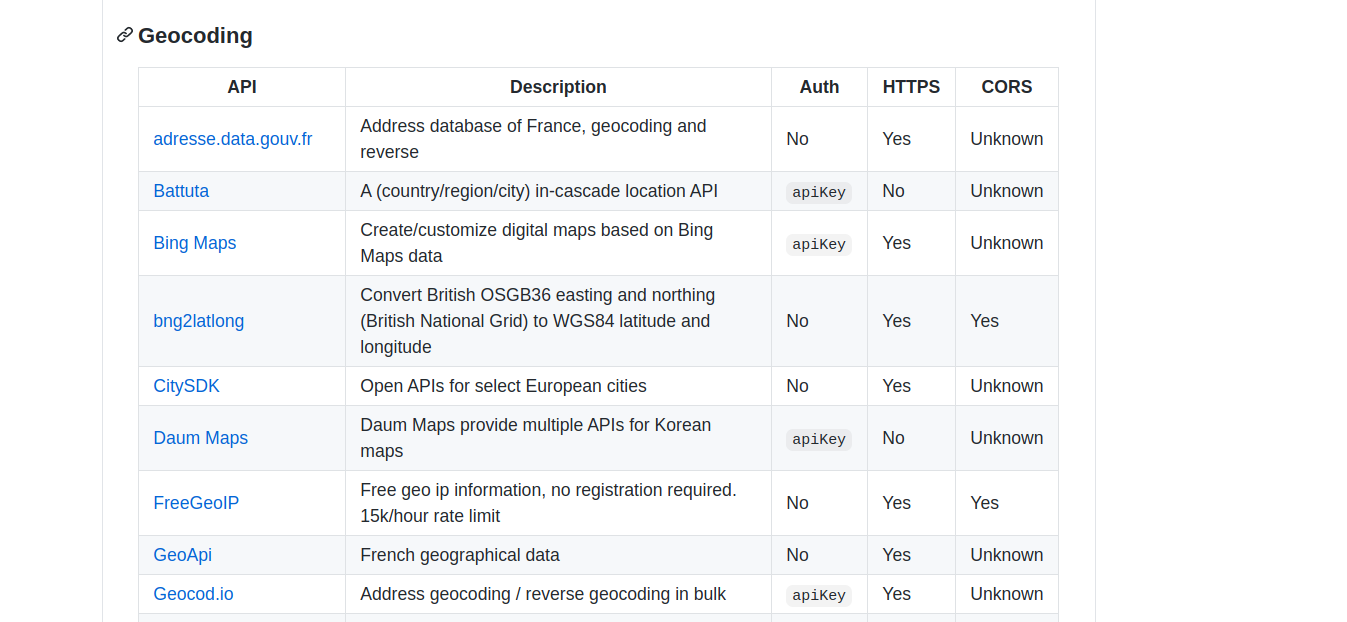 Geocoding
API Description Auth HTTPS CORS
adresse.data.gouv.fr Address database of France, geocoding and reverse No Yes Unknown
Battuta A (country/region/city) in-cascade location API apiKey No Unknown
Bing Maps Create/customize digital maps based on Bing Maps data apiKey Yes Unknown
bng2latlong Convert British OSGB36 easting and northing (British National Grid) to WGS84 latitude and longitude No Yes Yes
CitySDK Open APIs for select European cities No Yes Unknown
Daum Maps Daum Maps provide multiple APIs for Korean maps apiKey No Unknown
FreeGeoIP Free geo ip information, no registration required. 15k/hour rate limit No Yes Yes
GeoApi French geographical data No Yes Unknown
Geocod.io Address geocoding / reverse geocoding in bulk apiKey Yes Unknown